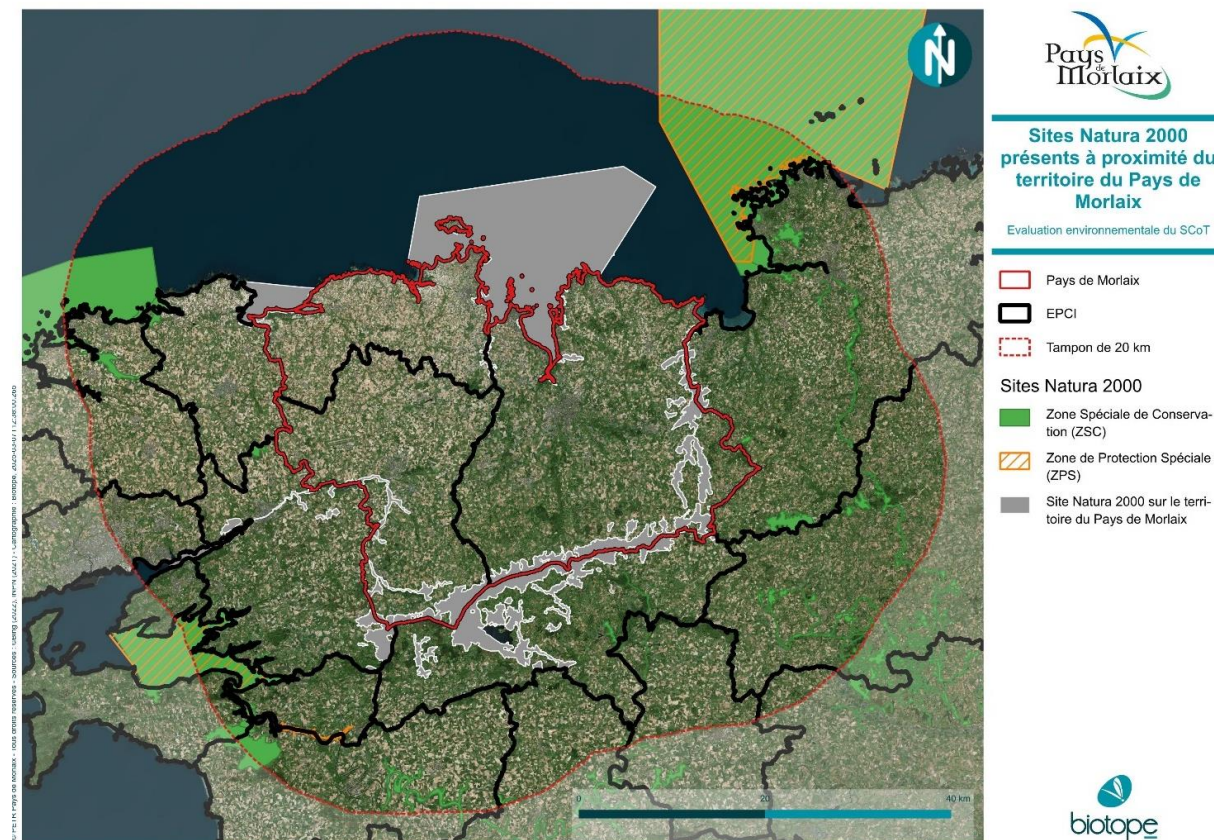 N
Pays
de
Morlaix
Sites Natura 2000
présents à proximité du
territoire du Pays de
Morlaix
Evaluation environnementale du SCoT
Pays de Morlaix
EPCI
Tampon de 20 km
Sites Natura 2000
Zone Spéciale de Conserva-
tion (ZSC)
Zone de Protection Spéciale
(ZPS)
Site Natura 2000 sur le terri-
toire du Pays de Morlaix
0 20 40 km
biotope